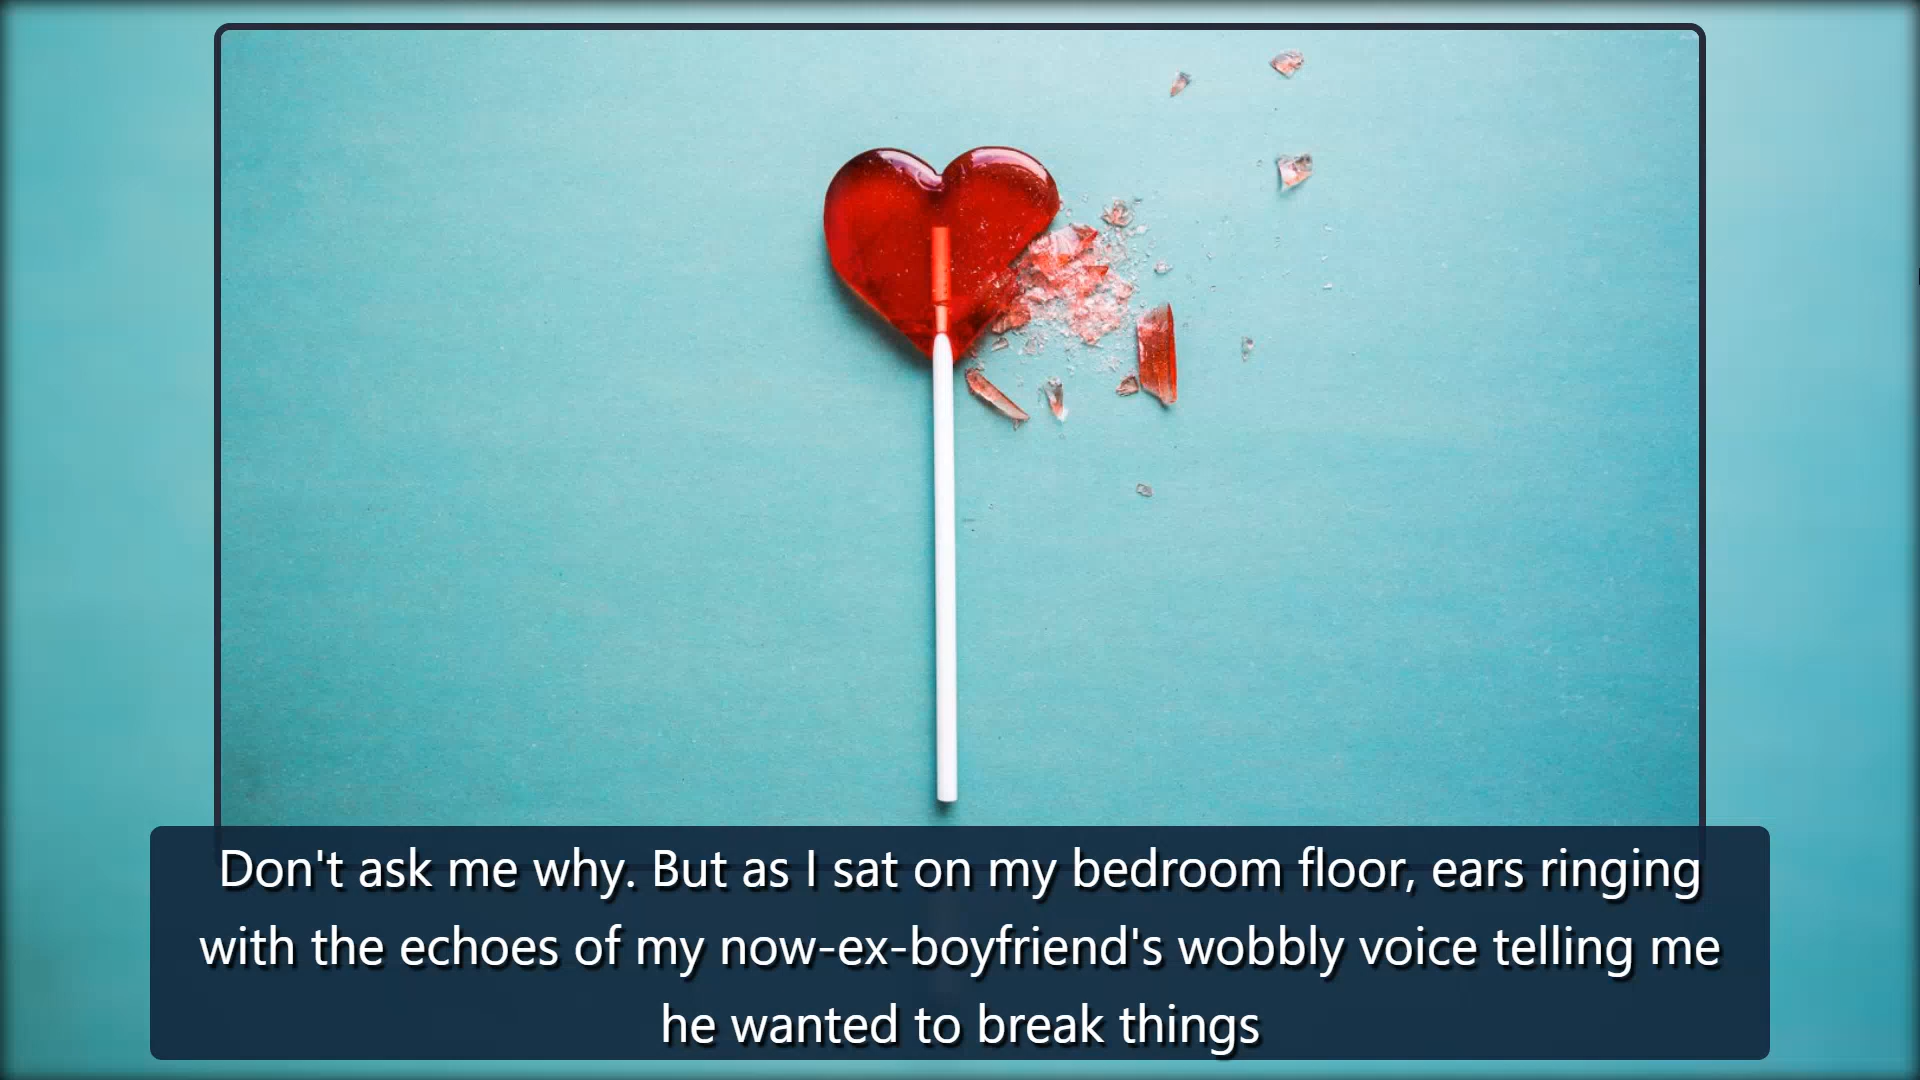 Don't ask me why. But as I sat on my bedroom floor, ears ringing
with the echoes of my now-ex-boyfriend's wobbly voice telling me
he wanted to break things